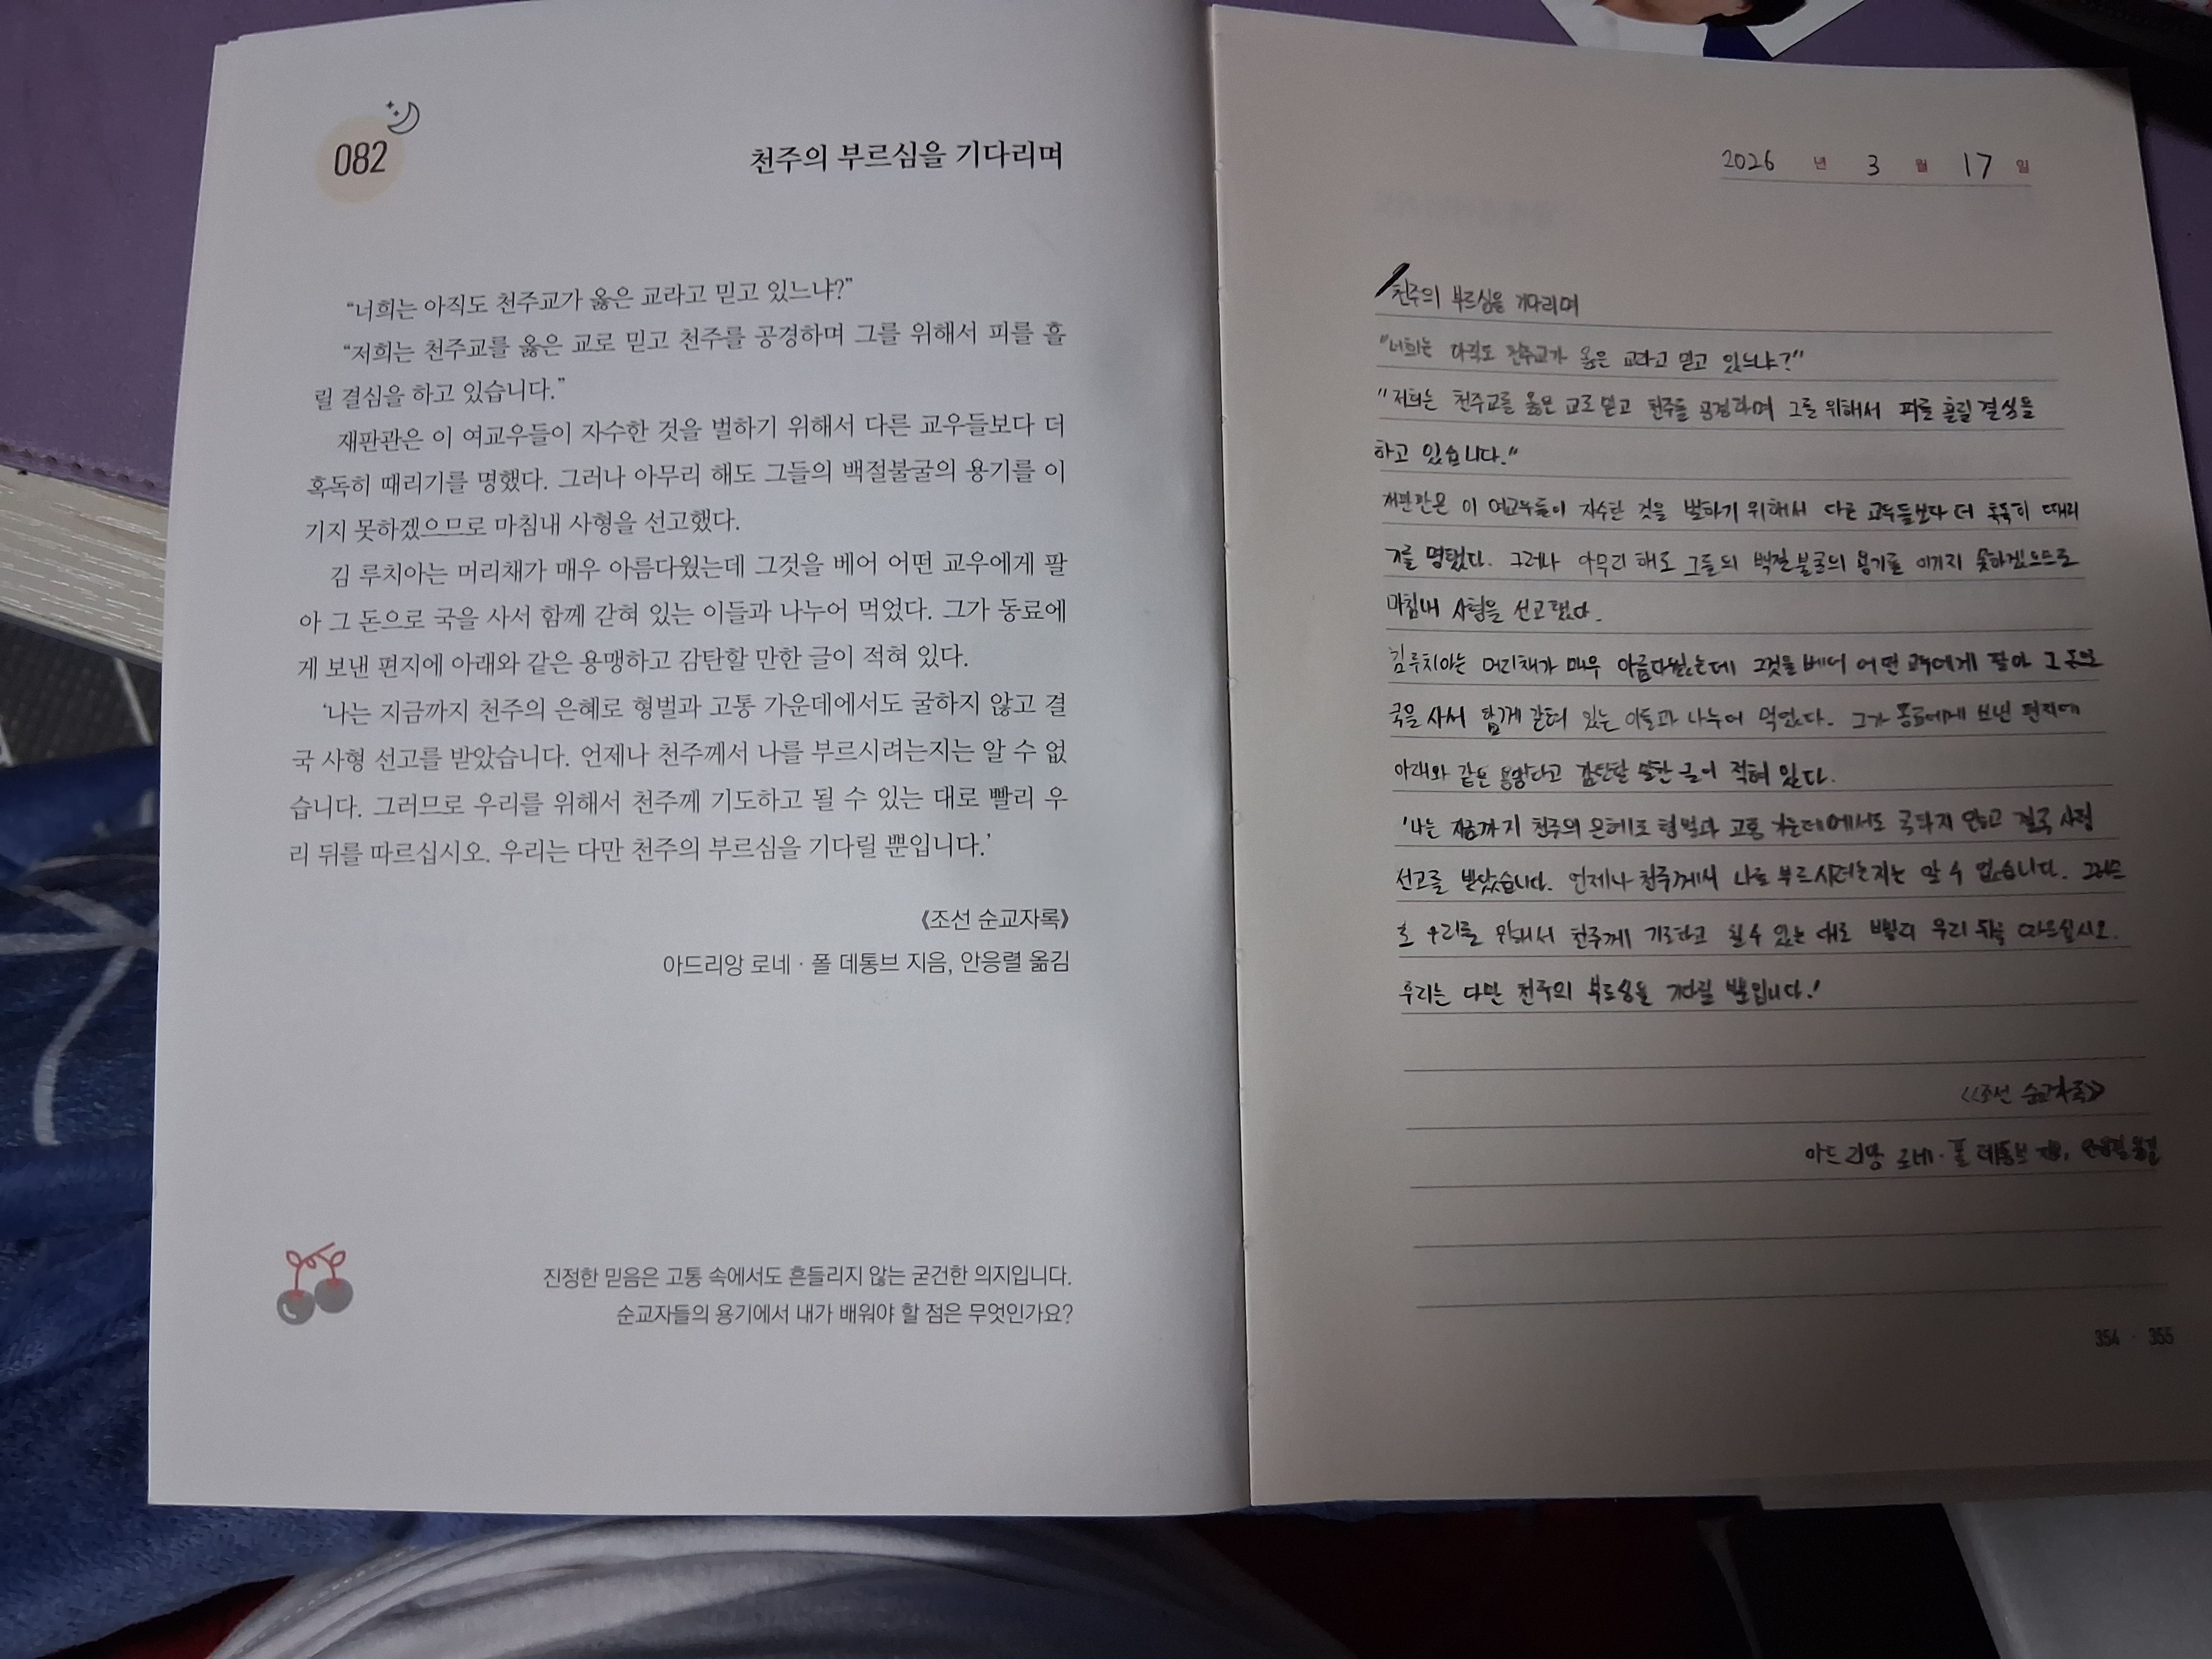 082
천주의 부르심을 기다리며
“너희는 아직도 천주교가 옳은 교라고 믿고 있느냐?”
“저희는 천주교를 옳은 교로 믿고 천주를 공경하며 그를 위해서 피를 흘
릴 결심을 하고 있습니다.”
재판관은 이 여교우들이 자수한 것을 벌하기 위해서 다른 교우들보다 더
혹독히 때리기를 명했다. 그러나 아무리 해도 그들의 백절불굴의 용기를 이
기지 못하겠으므로 마침내 사형을 선고했다.
김 루치아는 머리채가 매우 아름다웠는데 그것을 베어 어떤 교우에게 팔
아 그 돈으로 국을 사서 함께 갇혀 있는 이들과 나누어 먹었다. 그가 동료에
게 보낸 편지에 아래와 같은 용맹하고 감탄할 만한 글이 적혀 있다.
‘나는 지금까지 천주의 은혜로 형벌과 고통 가운데에서도 굴하지 않고 결
국 사형 선고를 받았습니다. 언제나 천주께서 나를 부르시려는지는 알 수 없
습니다. 그러므로 우리를 위해서 천주께 기도하고 될 수 있는 대로 빨리 우
리 뒤를 따르십시오. 우리는 다만 천주의 부르심을 기다릴 뿐입니다.’
《조선 순교자록》
아드리앙 로네 · 폴 데통브 지음, 안응렬 옮김
진정한 믿음은 고통 속에서도 흔들리지 않는 굳건한 의지입니다.
순교자들의 용기에서 내가 배워야 할 점은 무엇인가요?
2026 년 3 월 17 일
천주의 부르심을 기다리며
"너희는 아직도 천주교가 옳은 교라고 믿고 있느냐?"
"저희는 천주교를 옳은 교로 믿고 천주를 공경하며 그를 위해서 피를 흘릴 결심을
하고 있습니다."
재판관은 이 여교우들이 자수한 것을 벌하기 위해서 다른 교우들보다 더 혹독히 때리
기를 명했다. 그러나 아무리 해도 그들의 백절불굴의 용기를 이기지 못하겠으므로
마침내 사형을 선고했다.
김루치아는 머리채가 매우 아름다웠는데 그것을 베어 어떤 교우에게 팔아 그 돈으로
국을 사서 함께 갇혀 있는 이들과 나누어 먹었다. 그가 동료에게 보낸 편지에
아래와 같은 용맹하고 감탄할 만한 글이 적혀 있다.
'나는 지금까지 천주의 은혜로 형벌과 고통 가운데에서도 굴하지 않고 결국 사형
선고를 받았습니다. 언제나 천주께서 나를 부르시려는지는 알 수 없습니다. 그러므
로 우리를 위해서 천주께 기도하고 될 수 있는 대로 빨리 우리 뒤를 따르십시오.
우리는 다만 천주의 부르심을 기다릴 뿐입니다.'
《조선 순교자록》
아드리앙 로네 · 폴 데통브 지음, 안응렬 옮김
354 · 355